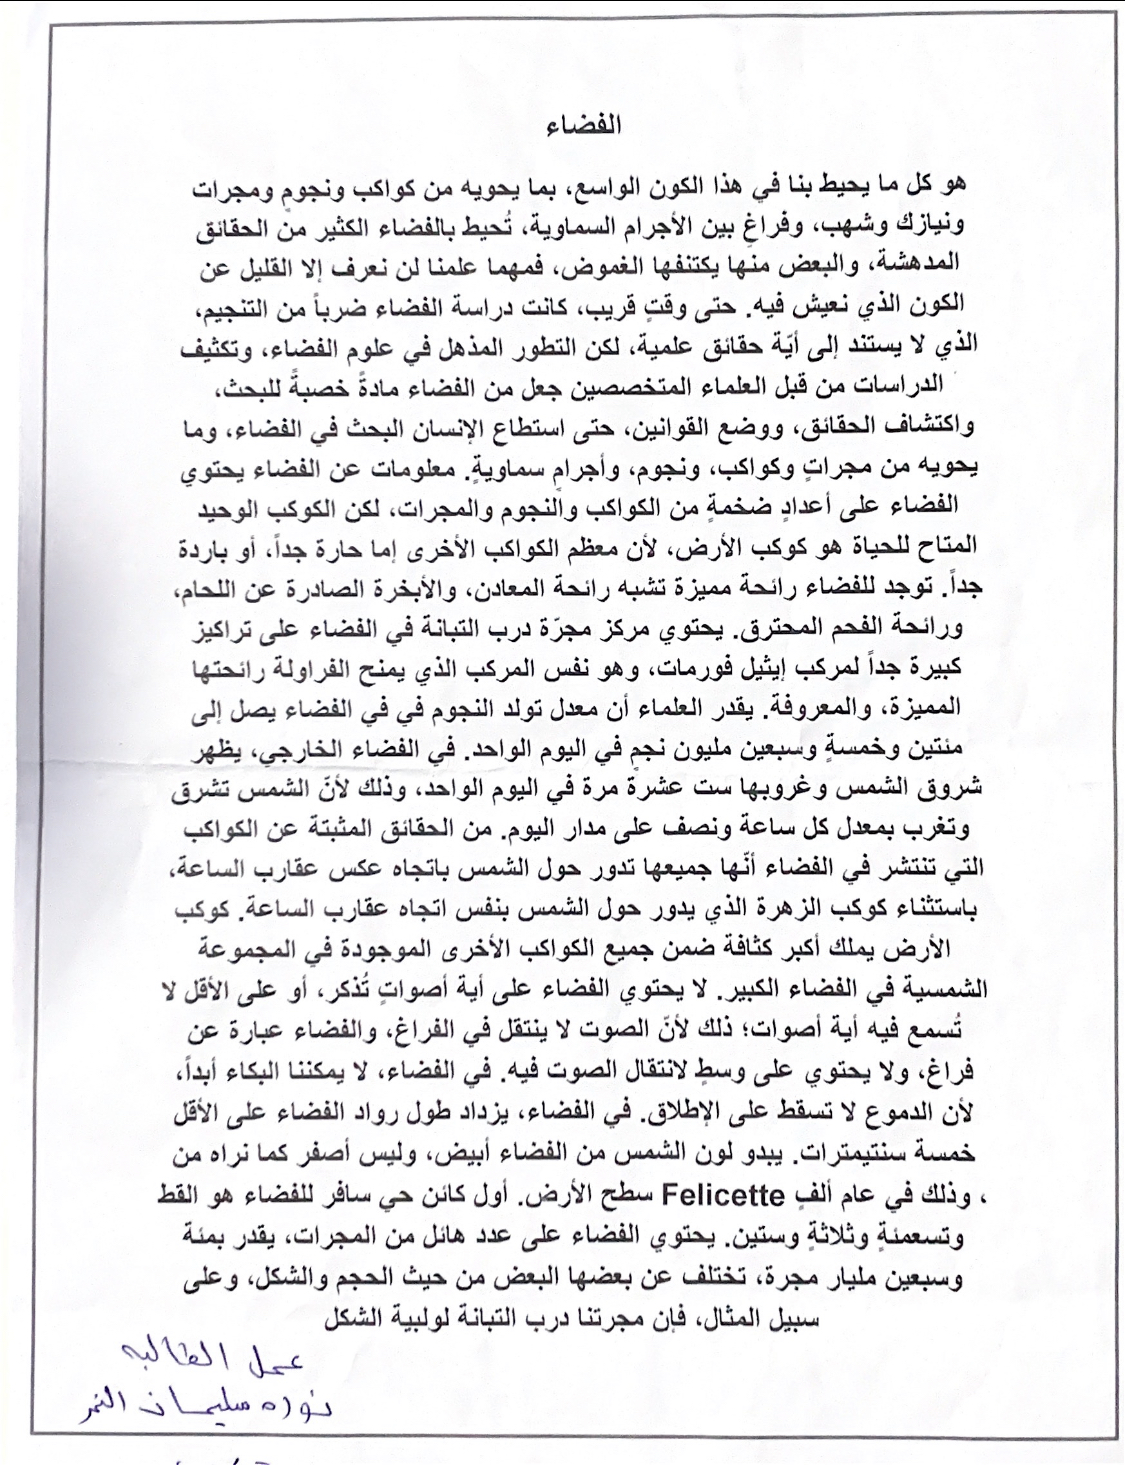 الفضاء
هو كل ما يحيط بنا في هذا الكون الواسع، بما يحويه من كواكب ونجومٍ ومجرات
ونيازك وشهب، وفراغٍ بين الأجرام السماوية، تُحيط بالفضاء الكثير من الحقائق
المدهشة، والبعض منها يكتنفها الغموض، فمهما علمنا لن نعرف إلا القليل عن
الكون الذي نعيش فيه. حتى وقتٍ قريب، كانت دراسة الفضاء ضرباً من التنجيم،
الذي لا يستند إلى أيّة حقائق علمية، لكن التطور المذهل في علوم الفضاء، وتكثيف
الدراسات من قبل العلماء المتخصصين جعل من الفضاء مادةً خصبةً للبحث،
واكتشاف الحقائق، ووضع القوانين، حتى استطاع الإنسان البحث في الفضاء، وما
يحويه من مجراتٍ وكواكب، ونجوم، وأجرامٍ سماويةٍ. معلومات عن الفضاء يحتوي
الفضاء على أعدادٍ ضخمةٍ من الكواكب والنجوم والمجرات، لكن الكوكب الوحيد
المتاح للحياة هو كوكب الأرض، لأن معظم الكواكب الأخرى إما حارة جداً، أو باردة
جداً. توجد للفضاء رائحة مميزة تشبه رائحة المعادن، والأبخرة الصادرة عن اللحام،
ورائحة الفحم المحترق. يحتوي مركز مجرّة درب التبانة في الفضاء على تراكيز
كبيرة جداً لمركب إيثيل فورمات، وهو نفس المركب الذي يمنح الفراولة رائحتها
المميزة، والمعروفة. يقدر العلماء أن معدل تولد النجوم في في الفضاء يصل إلى
مئتين وخمسةٍ وسبعين مليون نجمٍ في اليوم الواحد. في الفضاء الخارجي، يظهر
شروق الشمس وغروبها ست عشرة مرة في اليوم الواحد، وذلك لأنّ الشمس تشرق
وتغرب بمعدل كل ساعة ونصف على مدار اليوم. من الحقائق المثبتة عن الكواكب
التي تنتشر في الفضاء أنّها جميعها تدور حول الشمس باتجاه عكس عقارب الساعة،
باستثناء كوكب الزهرة الذي يدور حول الشمس بنفس اتجاه عقارب الساعة. كوكب
الأرض يملك أكبر كثافة ضمن جميع الكواكب الأخرى الموجودة في المجموعة
الشمسية في الفضاء الكبير. لا يحتوي الفضاء على أية أصواتٍ تُذكر، أو على الأقل لا
تُسمع فيه أية أصوات؛ ذلك لأنّ الصوت لا ينتقل في الفراغ، والفضاء عبارة عن
فراغ، ولا يحتوي على وسطٍ لانتقال الصوت فيه. في الفضاء، لا يمكننا البكاء أبداً،
لأن الدموع لا تسقط على الإطلاق. في الفضاء، يزداد طول رواد الفضاء على الأقل
خمسة سنتيمترات. يبدو لون الشمس من الفضاء أبيض، وليس أصفر كما نراه من
، وذلك في عام ألفٍ Felicette سطح الأرض. أول كائن حي سافر للفضاء هو القط
وتسعمئةٍ وثلاثةٍ وستين. يحتوي الفضاء على عدد هائل من المجرات، يقدر بمئة
وسبعين مليار مجرة، تختلف عن بعضها البعض من حيث الحجم والشكل، وعلى
سبيل المثال، فإن مجرتنا درب التبانة لولبية الشكل
عمل الطالبه
نوره سليمان النمر